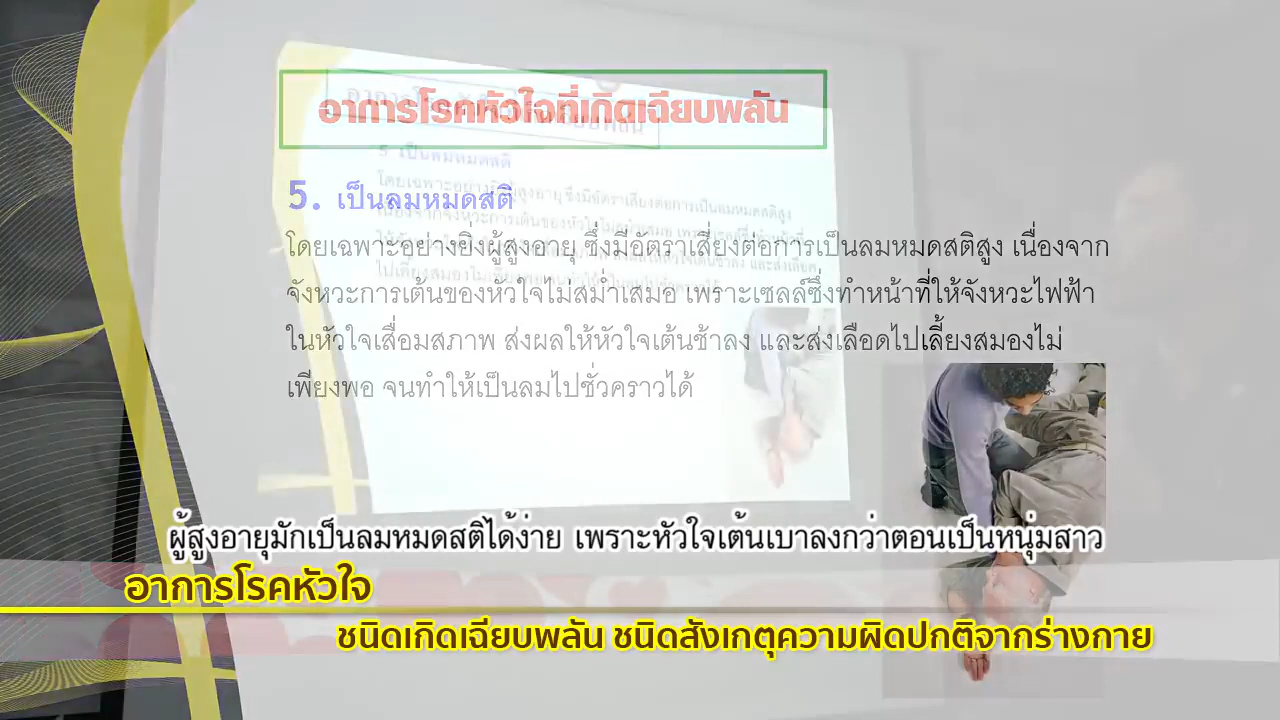 อาการโรคหัวใจที่เกิดเฉียบพลัน
5. เป็นลมหมดสติ
โดยเฉพาะอย่างยิ่งผู้สูงอายุ ซึ่งมีอัตราเสี่ยงต่อการเป็นลมหมดสติสูง เนื่องจาก
จังหวะการเต้นของหัวใจไม่สม่ำเสมอ เพราะเซลล์ซึ่งทำหน้าที่ให้จังหวะไฟฟ้า
ในหัวใจเสื่อมสภาพ ส่งผลให้หัวใจเต้นช้าลง และส่งเลือดไปเลี้ยงสมองไม่
เพียงพอ จนทำให้เป็นลมไปชั่วคราวได้
ผู้สูงอายุมักเป็นลมหมดสติได้ง่าย เพราะหัวใจเต้นเบาลงกว่าตอนเป็นหนุ่มสาว
อาการโรคหัวใจ
ชนิดเกิดเฉียบพลัน ชนิดสังเกตุความผิดปกติจากร่างกาย